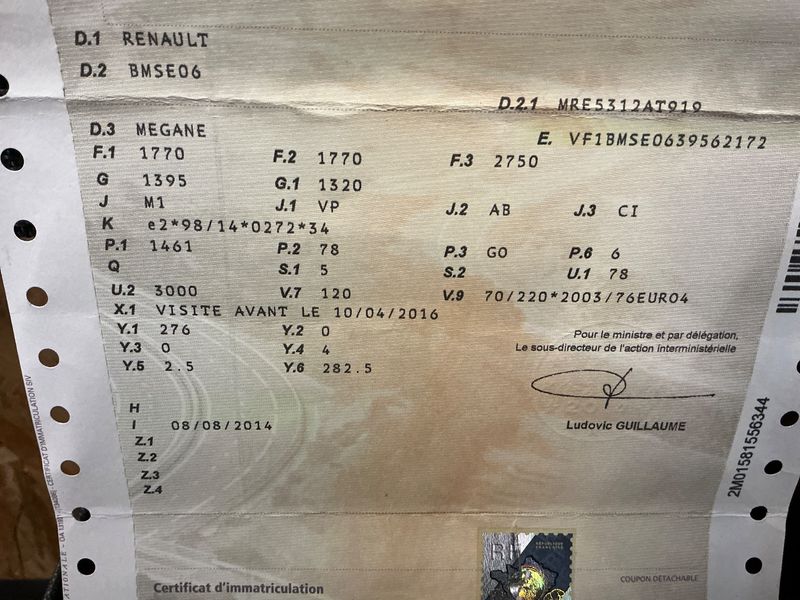 D.1 RENAULT
D.2 BMSE06
D.2.1 MRE5312AT919
D.3 MEGANE
E. VF1BMSE0639562172
F.1 1770 F.2 1770 F.3 2750
G 1395 G.1 1320
J M1 J.1 VP J.2 AB J.3 CI
K e2*98/14*0272*34
P.1 1461 P.2 78 P.3 GO P.6 6
Q S.1 5 S.2 U.1 78
U.2 3000 V.7 120 V.9 70/220*2003/76EURO4
X.1 VISITE AVANT LE 10/04/2016
Y.1 276 Y.2 0
Y.3 0 Y.4 4
Y.5 2.5 Y.6 282.5
Pour le ministre et par délégation,
Le sous-directeur de l'action interministérielle
Ludovic GUILLAUME
H
I 08/08/2014
Z.1
Z.2
Z.3
Z.4
2M01581556344
CERTIFICAT D'IMMATRICULATION SIV
RÉPUBLIQUE
FRANÇAISE
Certificat d'immatriculation
COUPON DÉTACHABLE